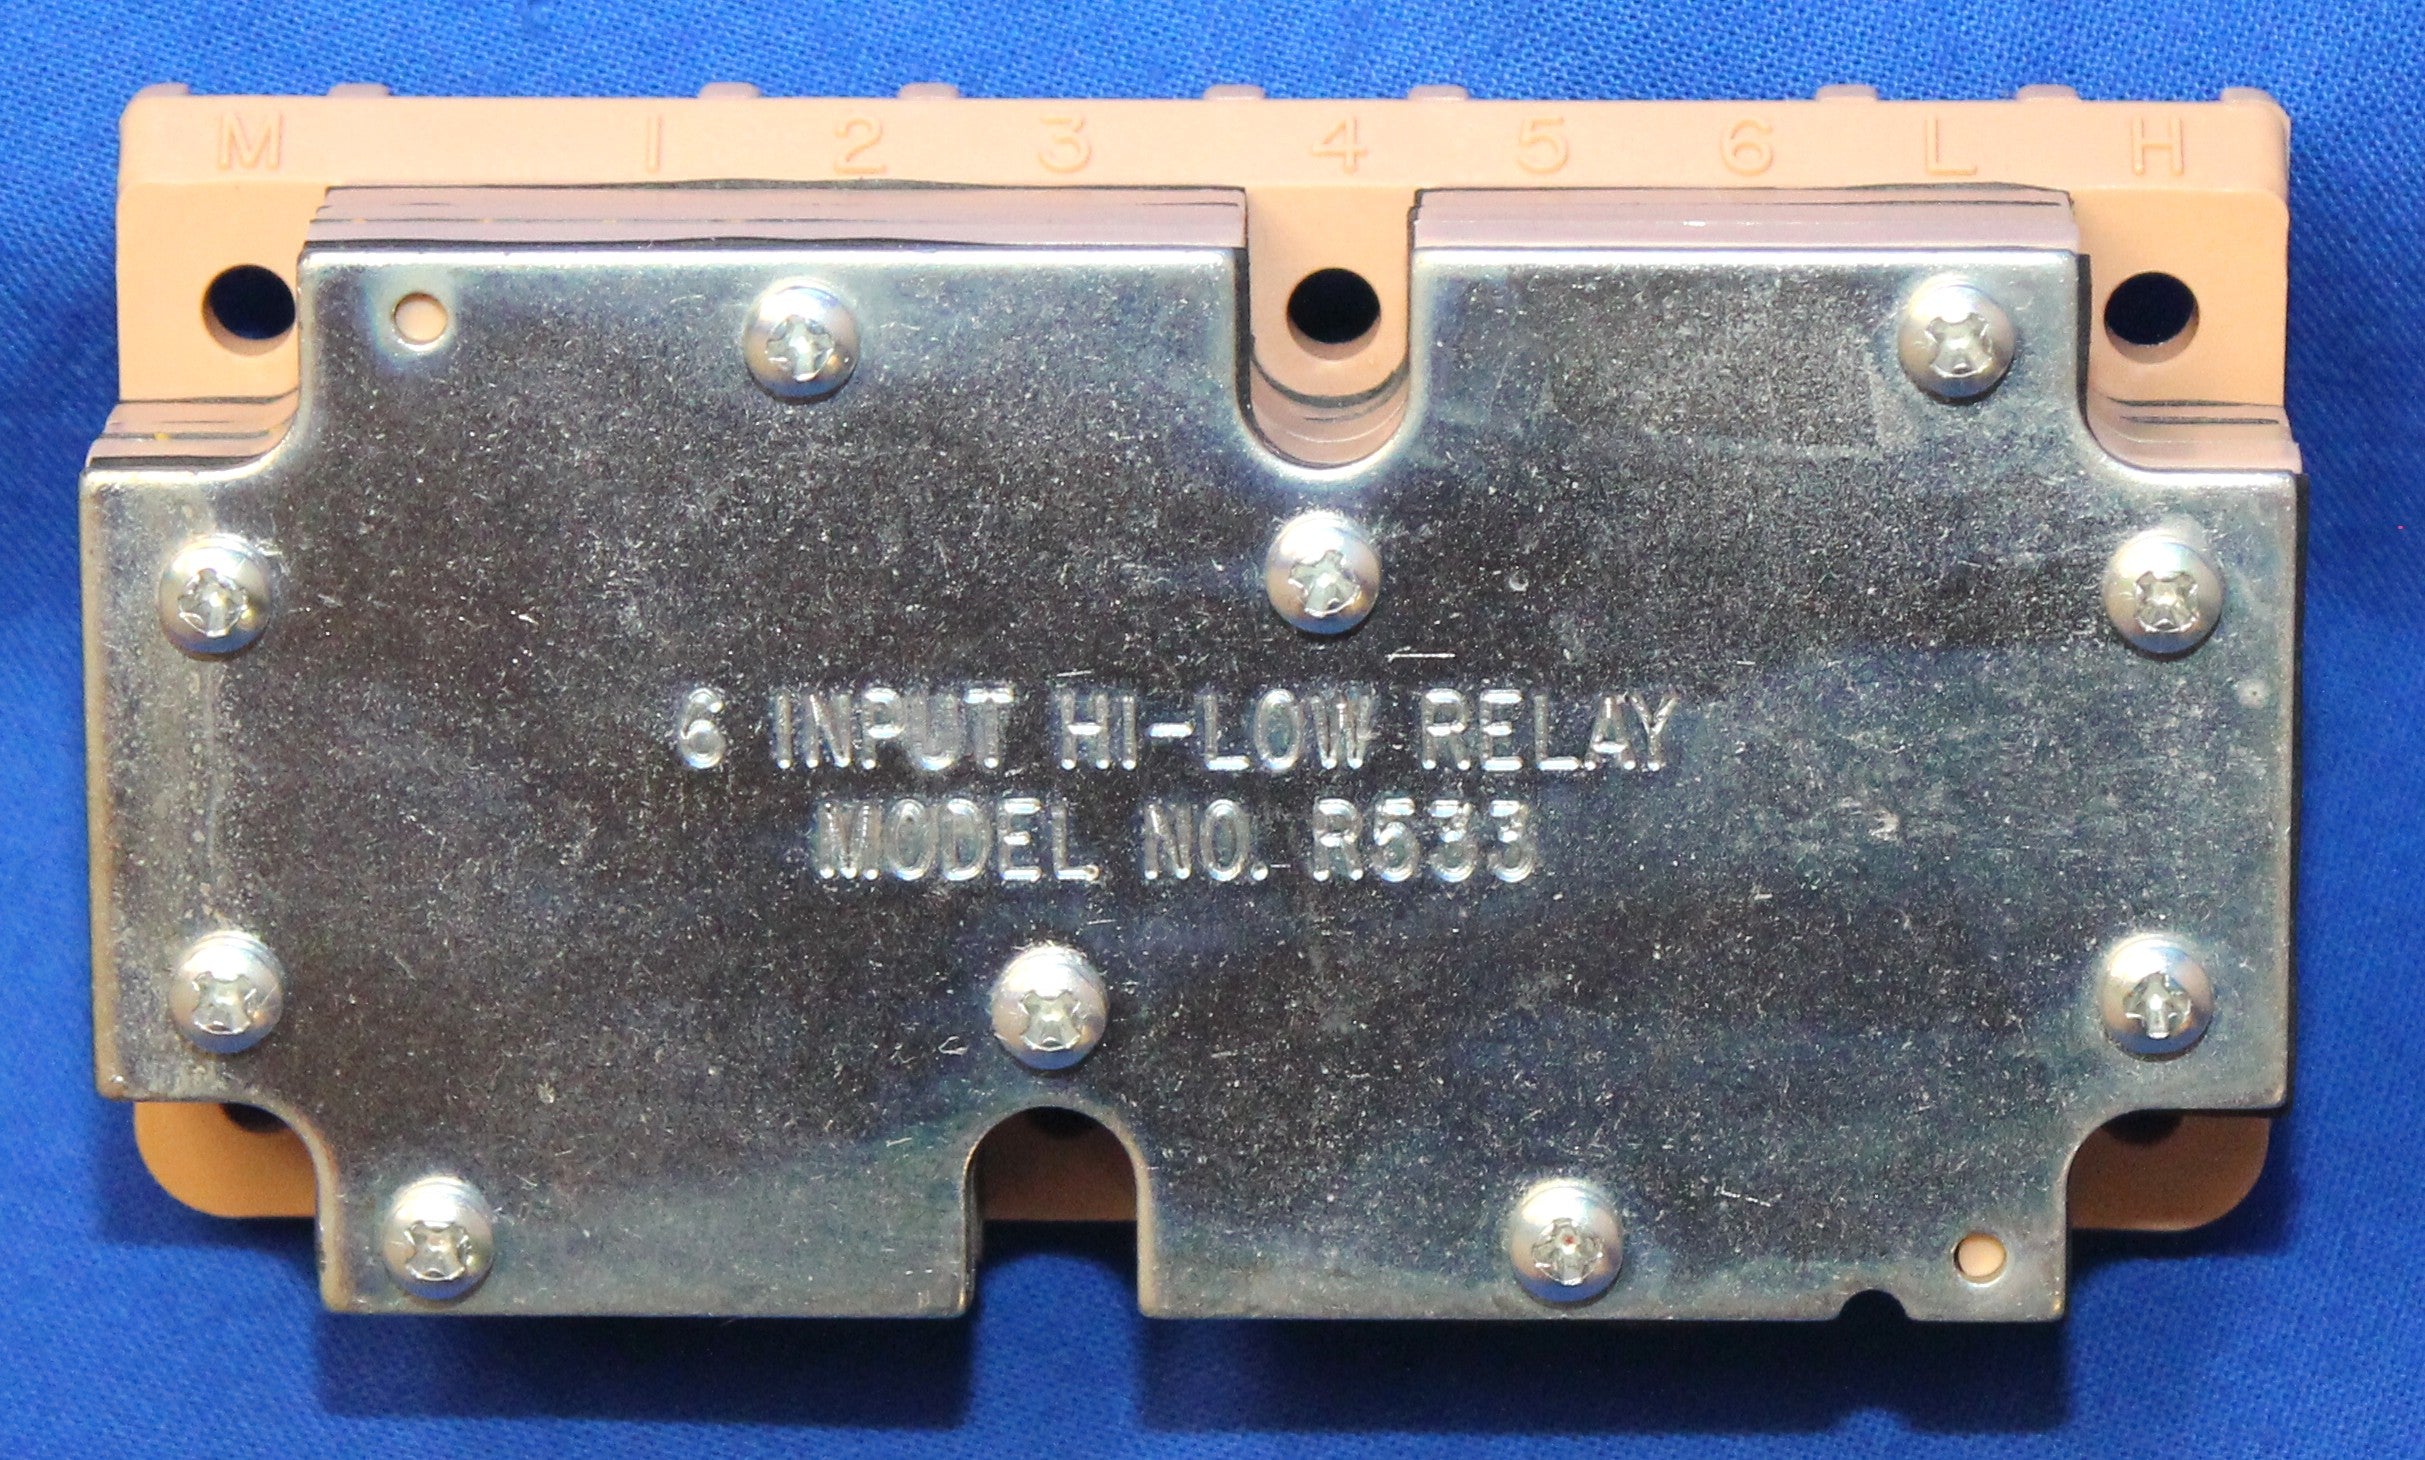 M 1 2 3 4 5 6 L H
6 INPUT HI-LOW RELAY
MODEL NO. R533